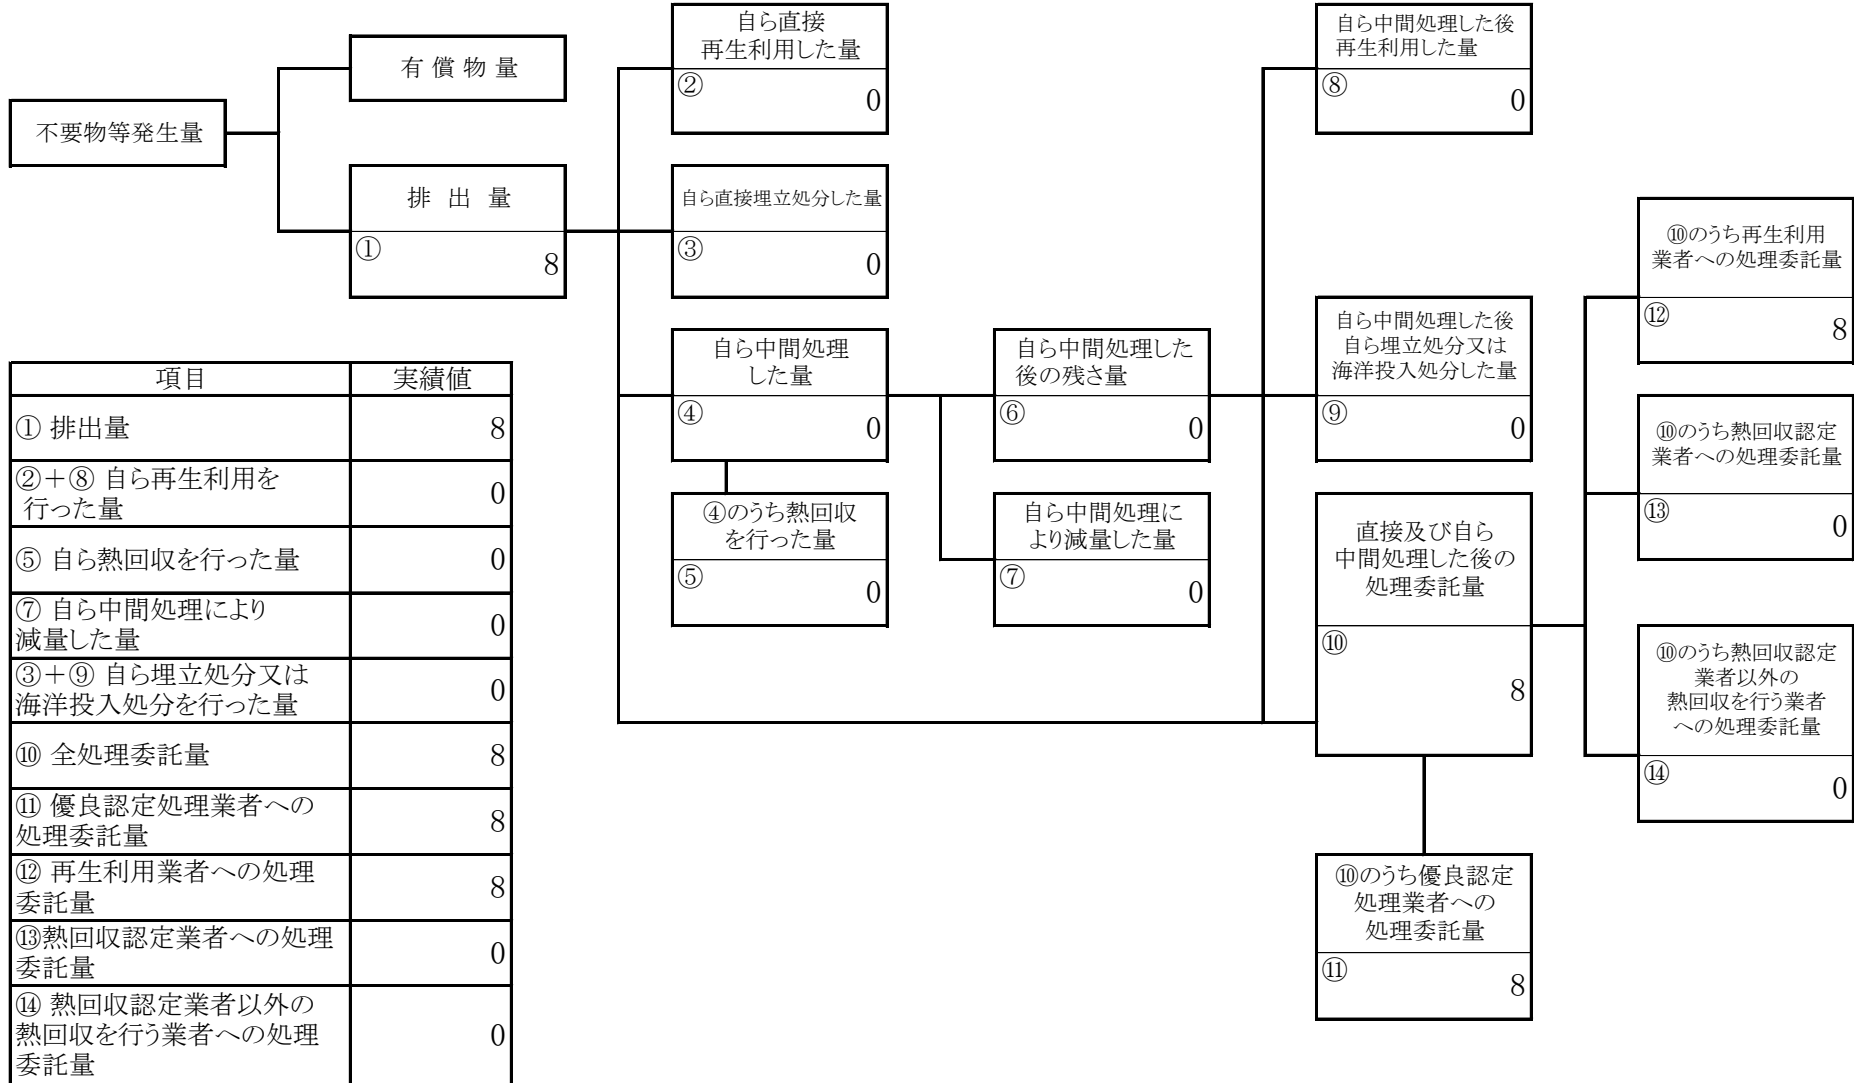 不要物等発生量
有償物量
排出量
①
8
自ら直接
再生利用した量
②
0
自ら直接埋立処分した量
③
0
自ら中間処理
した量
④
0
④のうち熱回収
を行った量
⑤
0
自ら中間処理した
後の残さ量
⑥
0
自ら中間処理に
より減量した量
⑦
0
自ら中間処理した後
再生利用した量
⑧
0
自ら中間処理した後
自ら埋立処分又は
海洋投入処分した量
⑨
0
直接及び自ら
中間処理した後の
処理委託量
⑩
8
⑩のうち優良認定
処理業者への
処理委託量
⑪
8
⑩のうち再生利用
業者への処理委託量
⑫
8
⑩のうち熱回収認定
業者への処理委託量
⑬
0
⑩のうち熱回収認定
業者以外の
熱回収を行う業者
への処理委託量
⑭
0
項目 実績値
① 排出量 8
②＋⑧ 自ら再生利用を
行った量 0
⑤ 自ら熱回収を行った量 0
⑦ 自ら中間処理により
減量した量 0
③＋⑨ 自ら埋立処分又は
海洋投入処分を行った量 0
⑩ 全処理委託量 8
⑪ 優良認定処理業者への
処理委託量 8
⑫ 再生利用業者への処理
委託量 8
⑬熱回収認定業者への処理
委託量 0
⑭ 熱回収認定業者以外の
熱回収を行う業者への処理
委託量 0